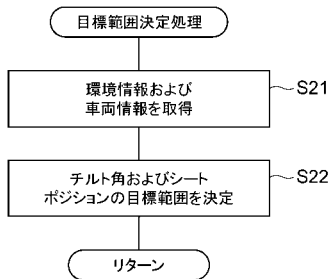 目標範囲決定処理
環境情報および
車両情報を取得
S21
チルト角およびシート
ポジションの目標範囲を決定
S22
リターン